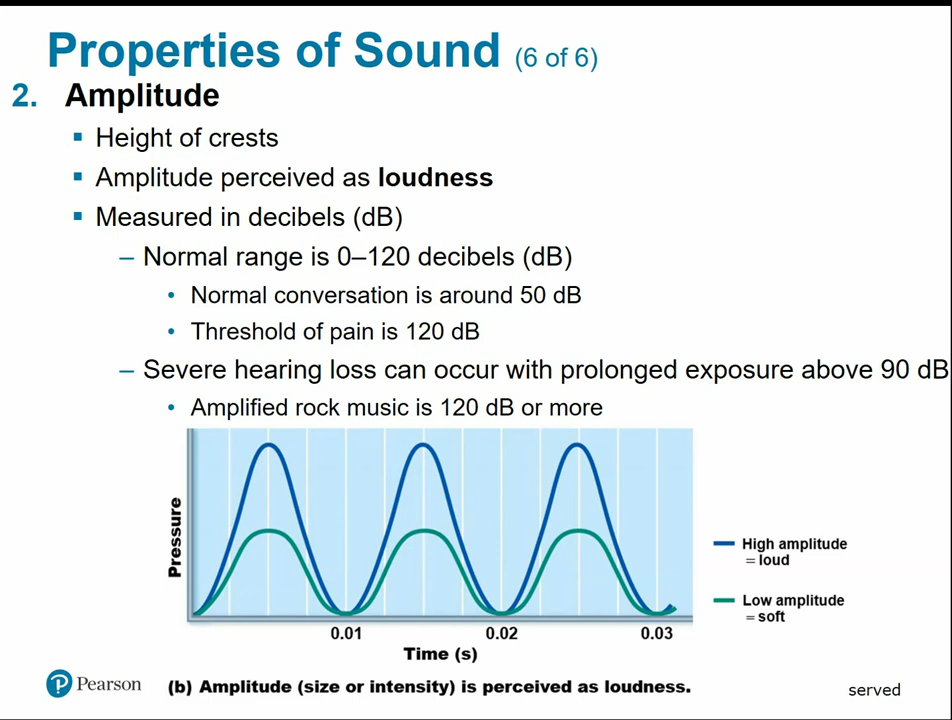 Properties of Sound (6 of 6)
2. Amplitude
▪ Height of crests
▪ Amplitude perceived as loudness
▪ Measured in decibels (dB)
– Normal range is 0–120 decibels (dB)
• Normal conversation is around 50 dB
• Threshold of pain is 120 dB
– Severe hearing loss can occur with prolonged exposure above 90 dB
• Amplified rock music is 120 dB or more
Pressure
High amplitude
= loud
Low amplitude
= soft
0.01 0.02 0.03
Time (s)
P Pearson
(b) Amplitude (size or intensity) is perceived as loudness.
served